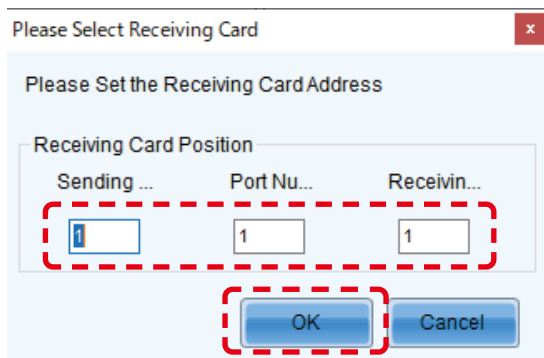 Please Select Receiving Card
x
Please Set the Receiving Card Address
Receiving Card Position
Sending ... Port Nu... Receivin...
1 1 1
OK Cancel